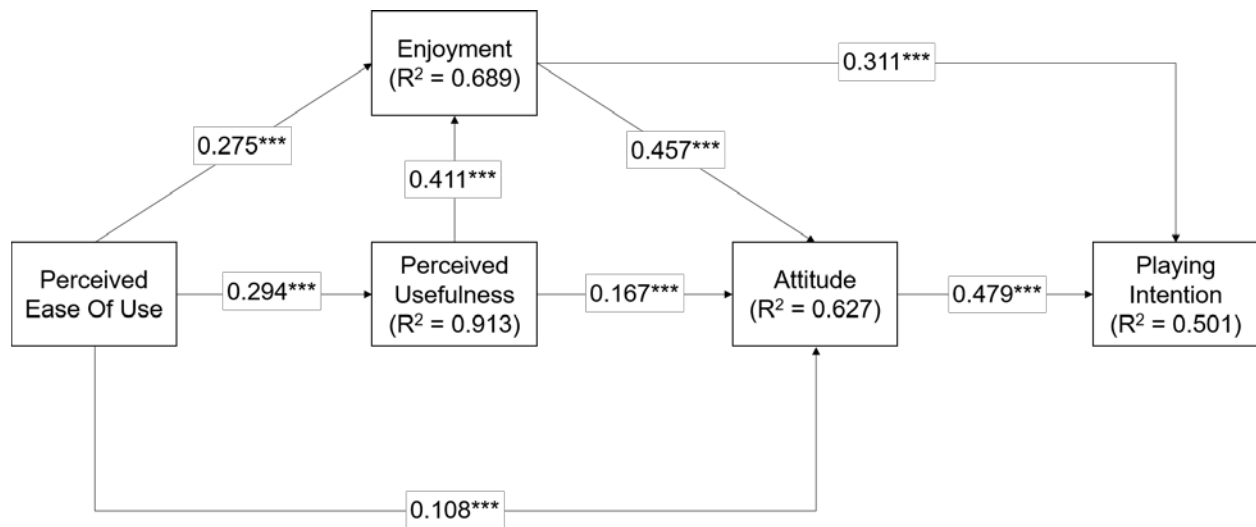 Enjoyment
(R² = 0.689)
0.311***
0.275***
0.457***
0.411***
Perceived
Ease Of Use
0.294***
Perceived
Usefulness
(R² = 0.913)
0.167***
Attitude
(R² = 0.627)
0.479***
Playing
Intention
(R² = 0.501)
0.108***